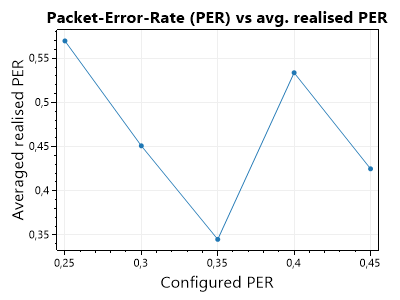 Packet-Error-Rate (PER) vs avg. realised PER
0,55
0,5
0,45
0,4
0,35
Averaged realised PER
0,25 0,3 0,35 0,4 0,45
Configured PER